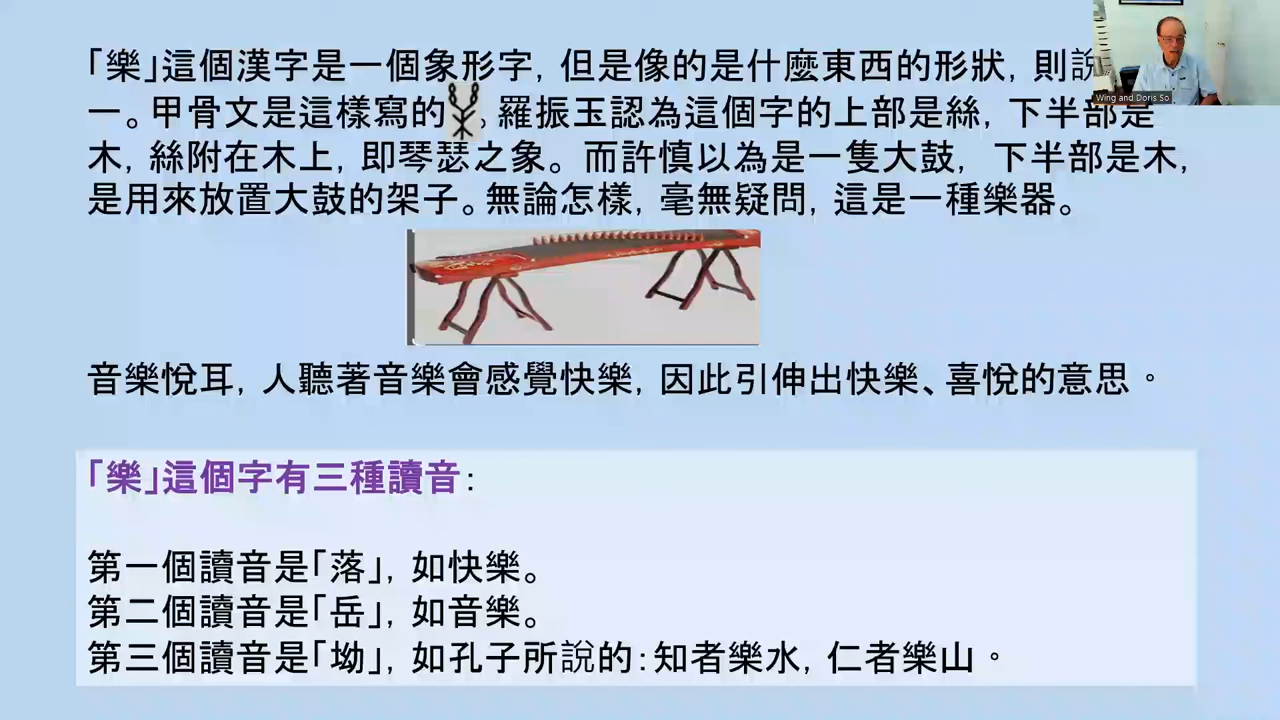 「樂」這個漢字是一個象形字, 但是像的是什麼東西的形狀, 則說
一。甲骨文是這樣寫的。羅振玉認為這個字的上部是絲, 下半部是
木, 絲附在木上, 即琴瑟之象。而許慎以為是一隻大鼓, 下半部是木,
是用來放置大鼓的架子。無論怎樣, 毫無疑問, 這是一種樂器。
音樂悅耳, 人聽著音樂會感覺快樂, 因此引伸出快樂、喜悅的意思。
「樂」這個字有三種讀音:
第一個讀音是「落」, 如快樂。
第二個讀音是「岳」, 如音樂。
第三個讀音是「坳」, 如孔子所說的:知者樂水, 仁者樂山。
Wing and Doris So